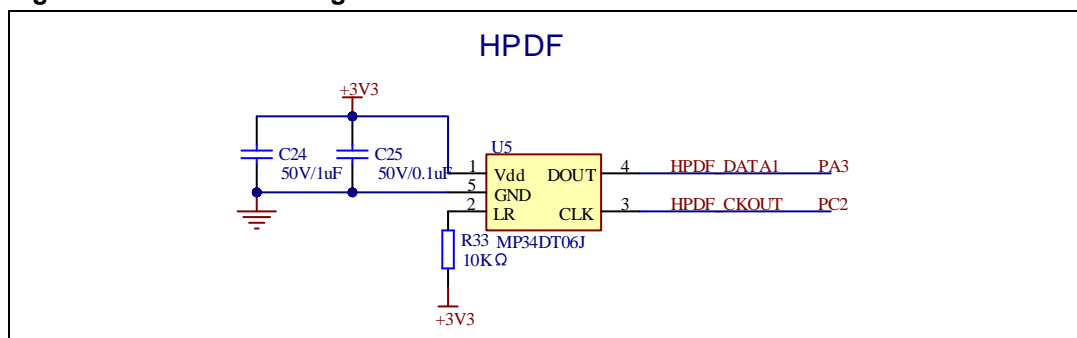 HPDF
+3V3
C24
50V/1uF
C25
50V/0.1uF
U5
1 Vdd DOUT 4 HPDF_DATA1 PA3
5 GND
2 LR CLK 3 HPDF_CKOUT PC2
R33 MP34DT06J
10KΩ
+3V3